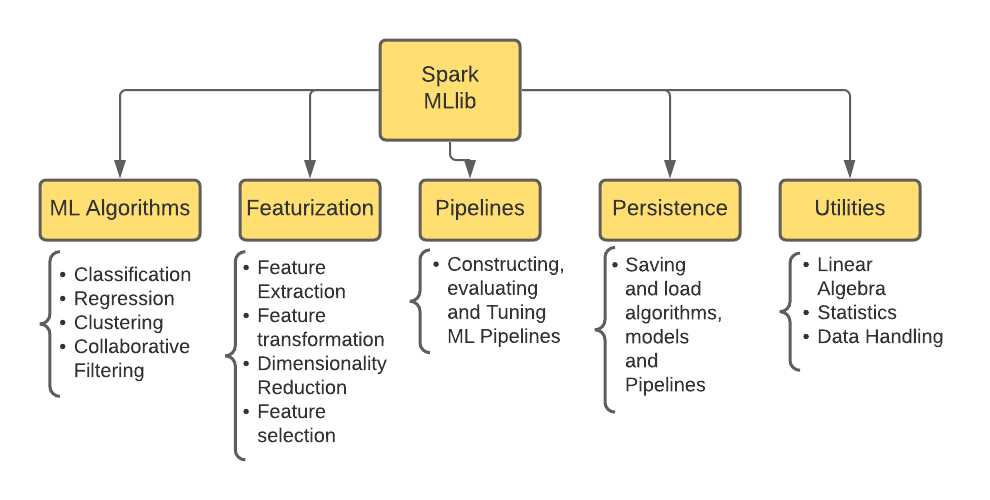 Spark
MLlib
ML Algorithms
Featurization
Pipelines
Persistence
Utilities
• Classification
• Regression
• Clustering
• Collaborative
Filtering
• Feature
Extraction
• Feature
transformation
• Dimensionality
Reduction
• Feature
selection
• Constructing,
evaluating
and Tuning
ML Pipelines
• Saving
and load
algorithms,
models
and
Pipelines
• Linear
Algebra
• Statistics
• Data Handling